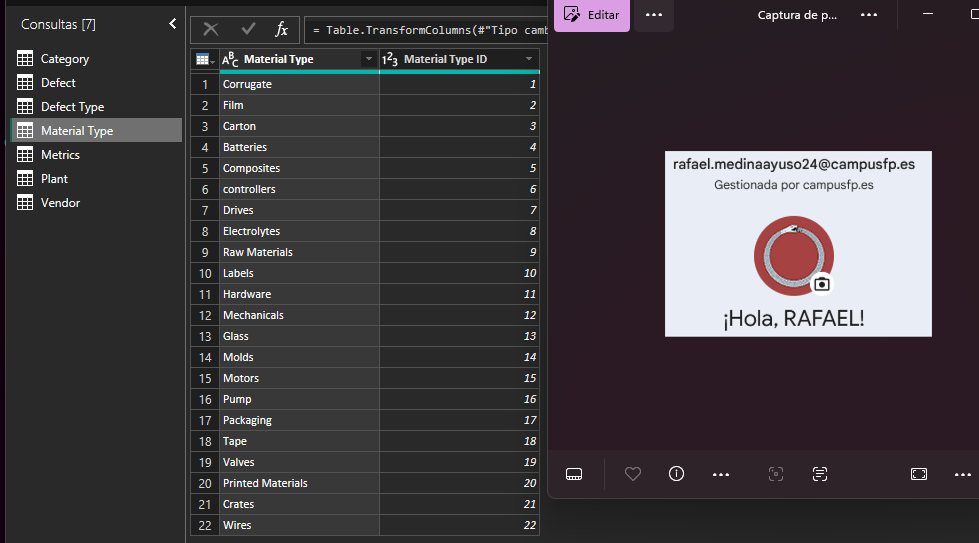 Consultas [7]
Category
Defect
Defect Type
Material Type
Metrics
Plant
Vendor
fx
= Table.TransformColumns(#"Tipo camb
ABC Material Type
123 Material Type ID
1 Corrugate 1
2 Film 2
3 Carton 3
4 Batteries 4
5 Composites 5
6 controllers 6
7 Drives 7
8 Electrolytes 8
9 Raw Materials 9
10 Labels 10
11 Hardware 11
12 Mechanicals 12
13 Glass 13
14 Molds 14
15 Motors 15
16 Pump 16
17 Packaging 17
18 Tape 18
19 Valves 19
20 Printed Materials 20
21 Crates 21
22 Wires 22
Editar
Captura de p...
rafael.medinaayuso24@campusfp.es
Gestionada por campusfp.es
¡Hola, RAFAEL!